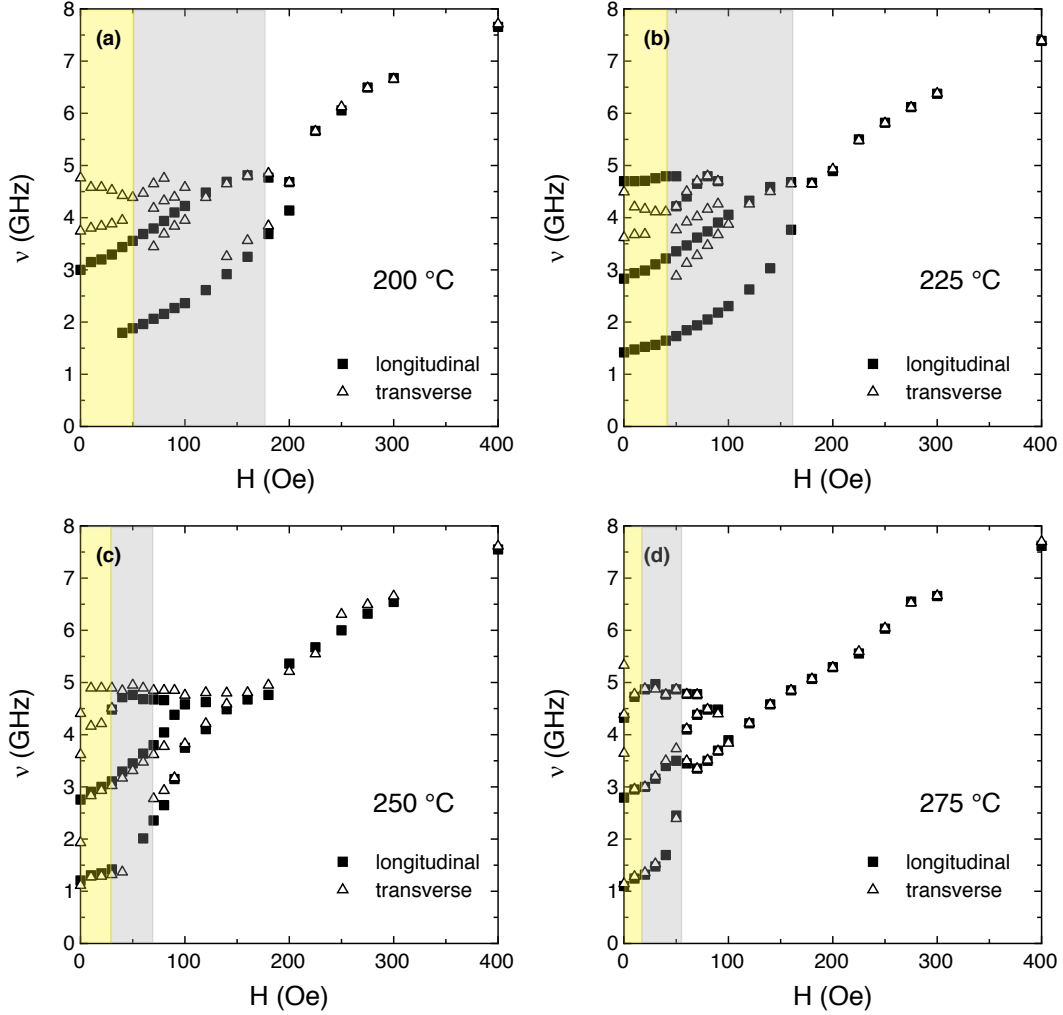 8
7
6
5
4
3
2
1
0
ν (GHz)
(a)
200 °C
longitudinal
transverse
0 100 200 300 400
H (Oe)
8
7
6
5
4
3
2
1
0
ν (GHz)
(b)
225 °C
longitudinal
transverse
0 100 200 300 400
H (Oe)
8
7
6
5
4
3
2
1
0
ν (GHz)
(c)
250 °C
longitudinal
transverse
0 100 200 300 400
H (Oe)
8
7
6
5
4
3
2
1
0
ν (GHz)
(d)
275 °C
longitudinal
transverse
0 100 200 300 400
H (Oe)